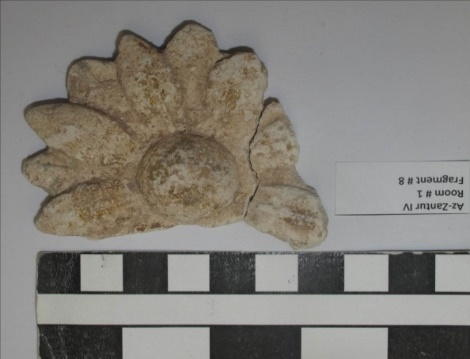 Az-Zantur IV
Room # 1
Fragment # 8